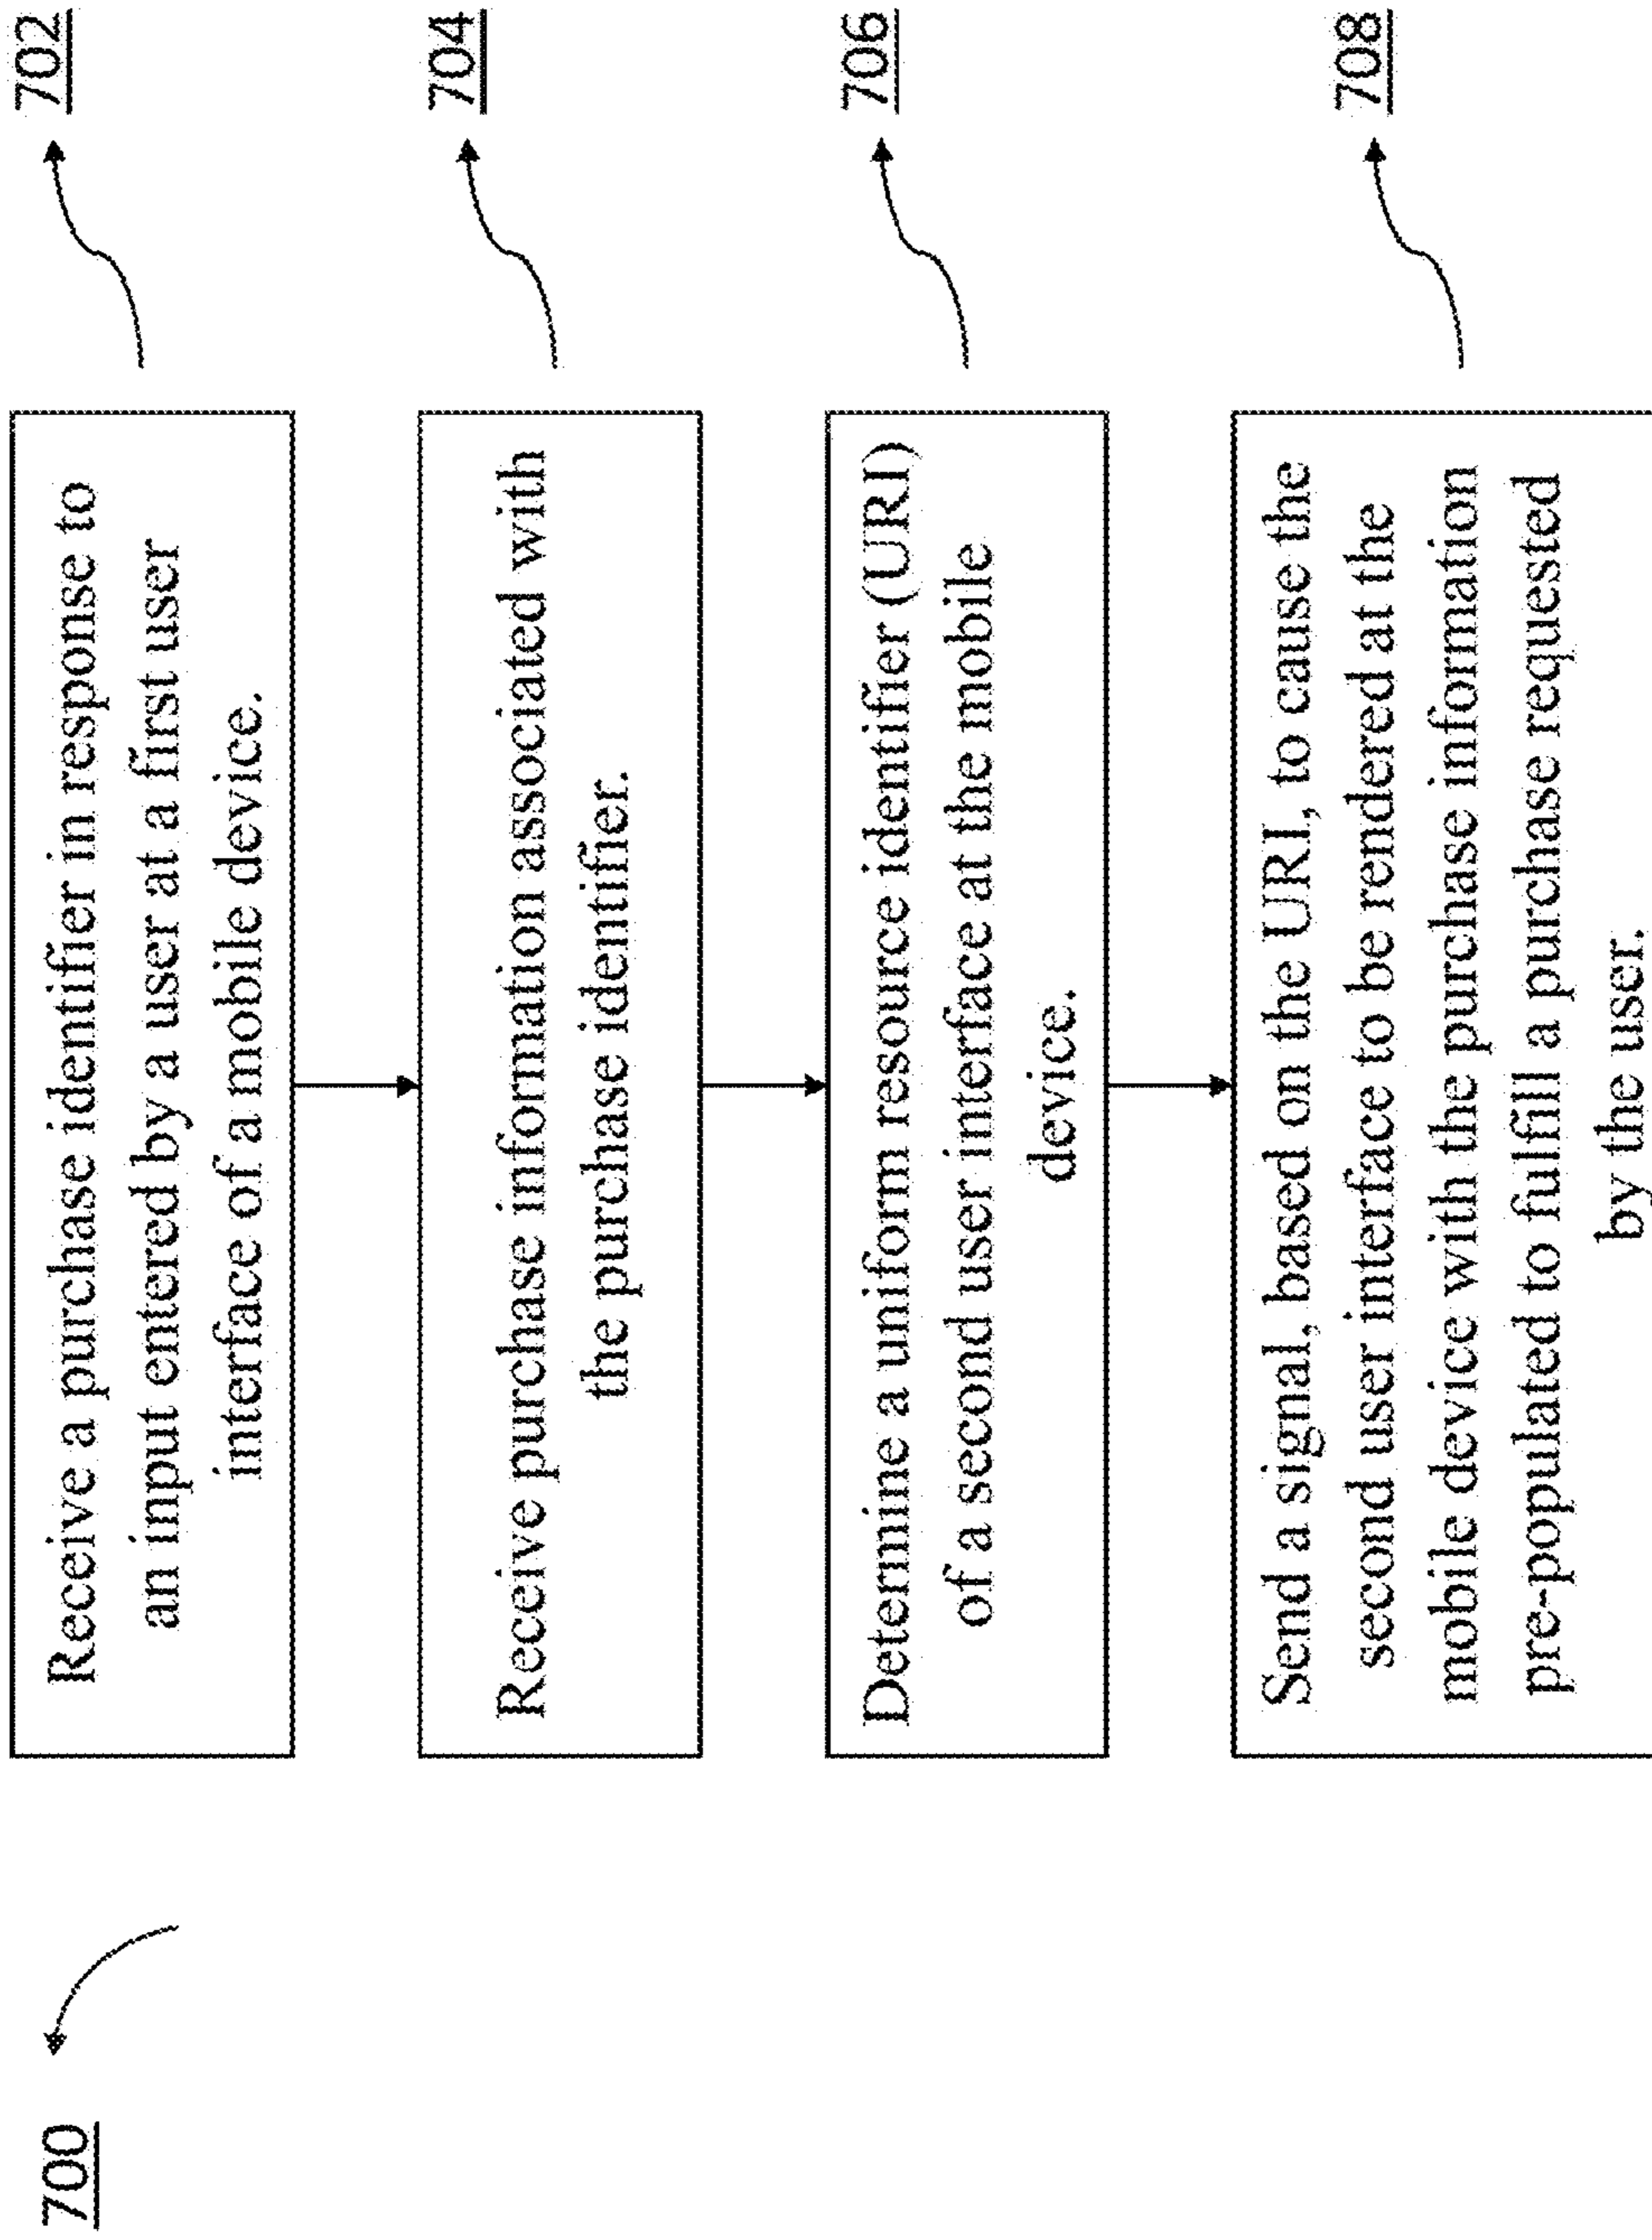 700
Receive a purchase identifier in response to
an input entered by a user at a first user
interface of a mobile device.
702
Receive purchase information associated with
the purchase identifier.
704
Determine a uniform resource identifier (URI)
of a second user interface at the mobile
device.
706
Send a signal, based on the URI, to cause the
second user interface to be rendered at the
mobile device with the purchase information
pre-populated to fulfill a purchase requested
by the user.
708